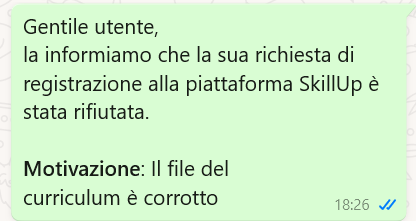 Gentile utente,
la informiamo che la sua richiesta di
registrazione alla piattaforma SkillUp è
stata rifiutata.
Motivazione: Il file del
curriculum è corrotto
18:26